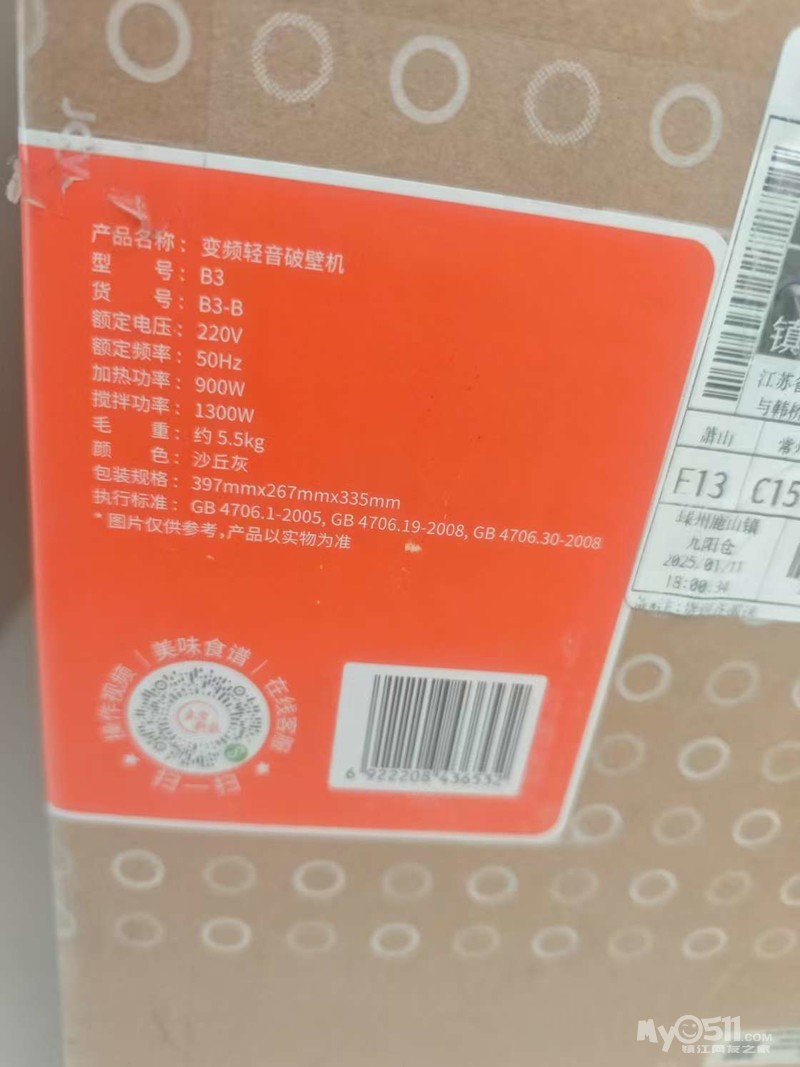 产品名称：变频轻音破壁机
型 号：B3
货 号：B3-B
额定电压：220V
额定频率：50Hz
加热功率：900W
搅拌功率：1300W
毛 重：约 5.5kg
颜 色：沙丘灰
包装规格：397mmx267mmx335mm
执行标准：GB 4706.1-2005, GB 4706.19-2008, GB 4706.30-2008
*图片仅供参考,产品以实物为准
操作视频 | 美味食谱 | 在线客服
扫一扫
6 922208 436532
镇
江苏省
与韩桥
萧山 常州
F13 C15
九阳仓
2025/01/11
18:00:34
My0511.COM
镇江网友之家